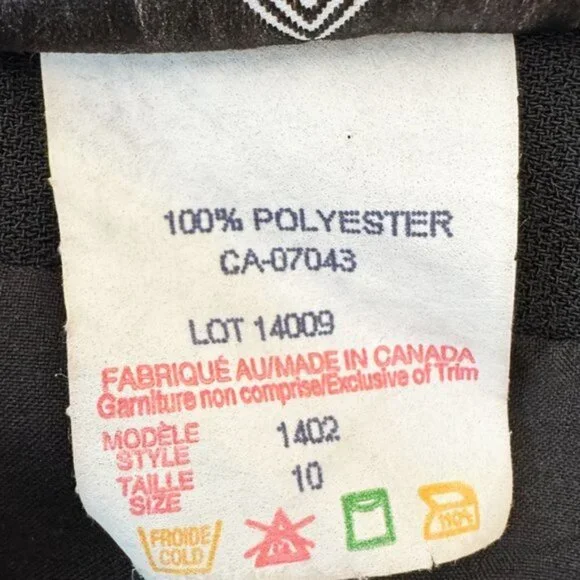 100% POLYESTER
CA-07043
LOT 14009
FABRIQUÉ AU/MADE IN CANADA
Garniture non comprise/Exclusive of Trim
MODÈLE
STYLE
1402
TAILLE
SIZE
10
FROIDE
COLD
110%